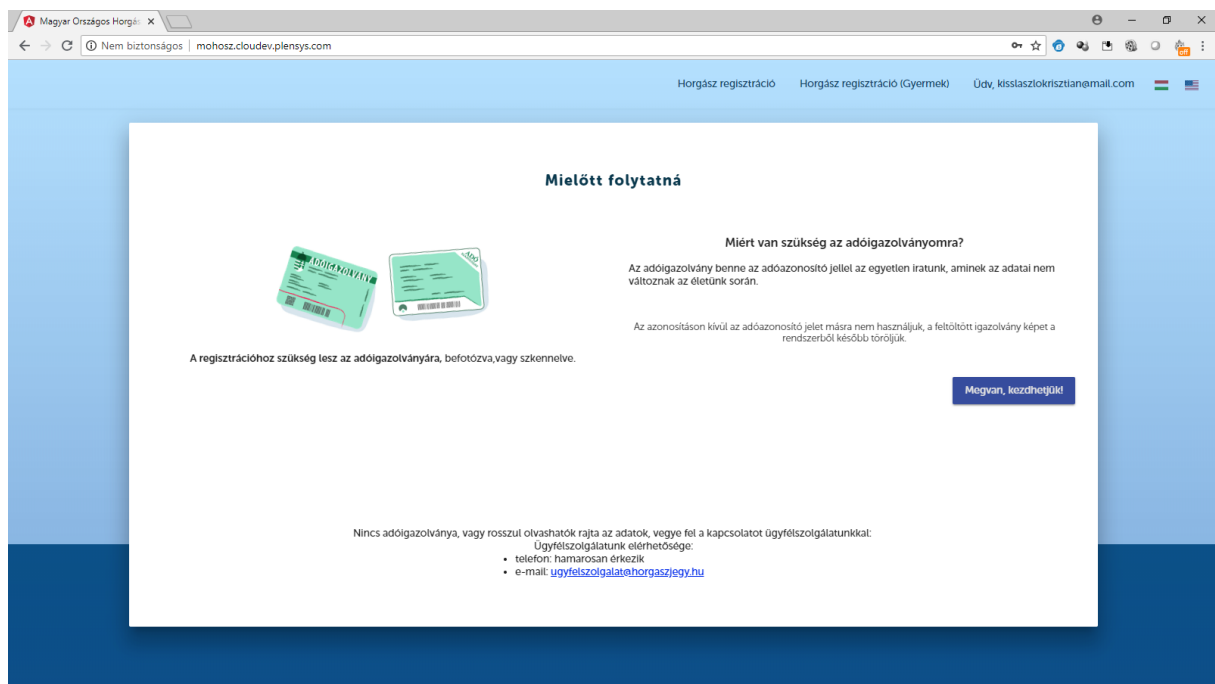 Magyar Országos Horgás
Nem biztonságos | mohosz.cloudev.plensys.com
off
Horgász regisztráció Horgász regisztráció (Gyermek) Üdv, kisslaszlokrisztian@mail.com
Mielőtt folytatná
ADÓIGAZOLVÁNY
ADÓ
A regisztrációhoz szükség lesz az adóigazolványára, befotózva,vagy szkennelve.
Miért van szükség az adóigazolványomra?
Az adóigazolvány benne az adóazonosító jellel az egyetlen iratunk, aminek az adatai nem
változnak az életünk során.
Az azonosításon kívül az adóazonosító jelet másra nem használjuk, a feltöltött igazolvány képet a
rendszerből később töröljük.
Megvan, kezdhetjük!
Nincs adóigazolványa, vagy rosszul olvashatók rajta az adatok, vegye fel a kapcsolatot ügyfélszolgálatunkkal:
Ügyfélszolgálatunk elérhetősége:
• telefon: hamarosan érkezik
• e-mail: ugyfelszolgalat@horgaszjegy.hu